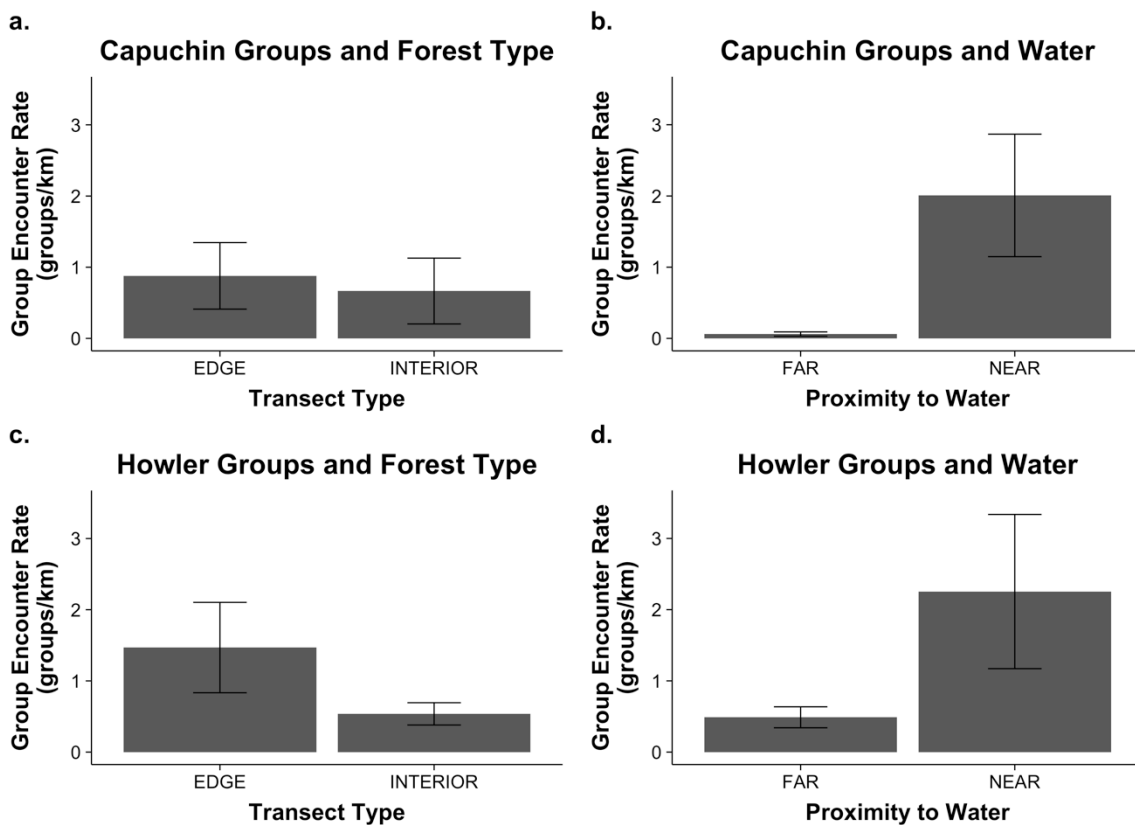 a.
Capuchin Groups and Forest Type
Group Encounter Rate
(groups/km)
3
2
1
0
EDGE INTERIOR
Transect Type
b.
Capuchin Groups and Water
Group Encounter Rate
(groups/km)
3
2
1
0
FAR NEAR
Proximity to Water
c.
Howler Groups and Forest Type
Group Encounter Rate
(groups/km)
3
2
1
0
EDGE INTERIOR
Transect Type
d.
Howler Groups and Water
Group Encounter Rate
(groups/km)
3
2
1
0
FAR NEAR
Proximity to Water